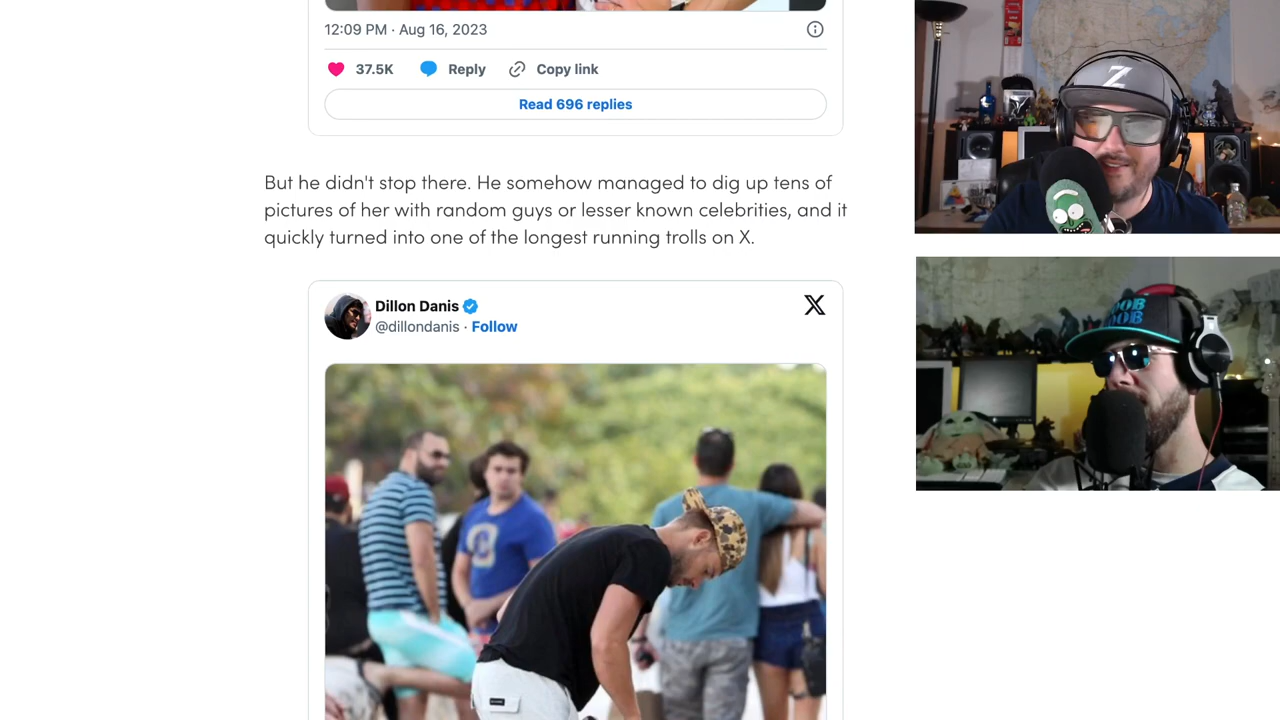 12:09 PM · Aug 16, 2023
37.5K Reply Copy link
Read 696 replies
But he didn't stop there. He somehow managed to dig up tens of
pictures of her with random guys or lesser known celebrities, and it
quickly turned into one of the longest running trolls on X.
Dillon Danis
@dillondanis · Follow
Z